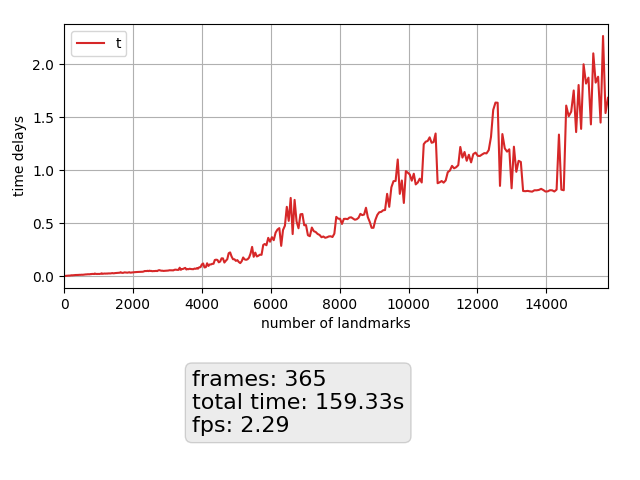 t
2.0
1.5
1.0
0.5
0.0
time delays
0 2000 4000 6000 8000 10000 12000 14000
number of landmarks
frames: 365
total time: 159.33s
fps: 2.29